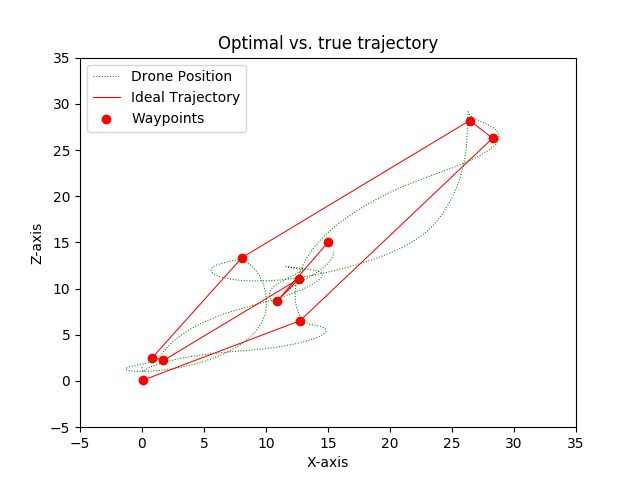 Optimal vs. true trajectory
Drone Position
Ideal Trajectory
Waypoints
35
30
25
20
15
10
5
0
−5
Z-axis
−5 0 5 10 15 20 25 30 35
X-axis